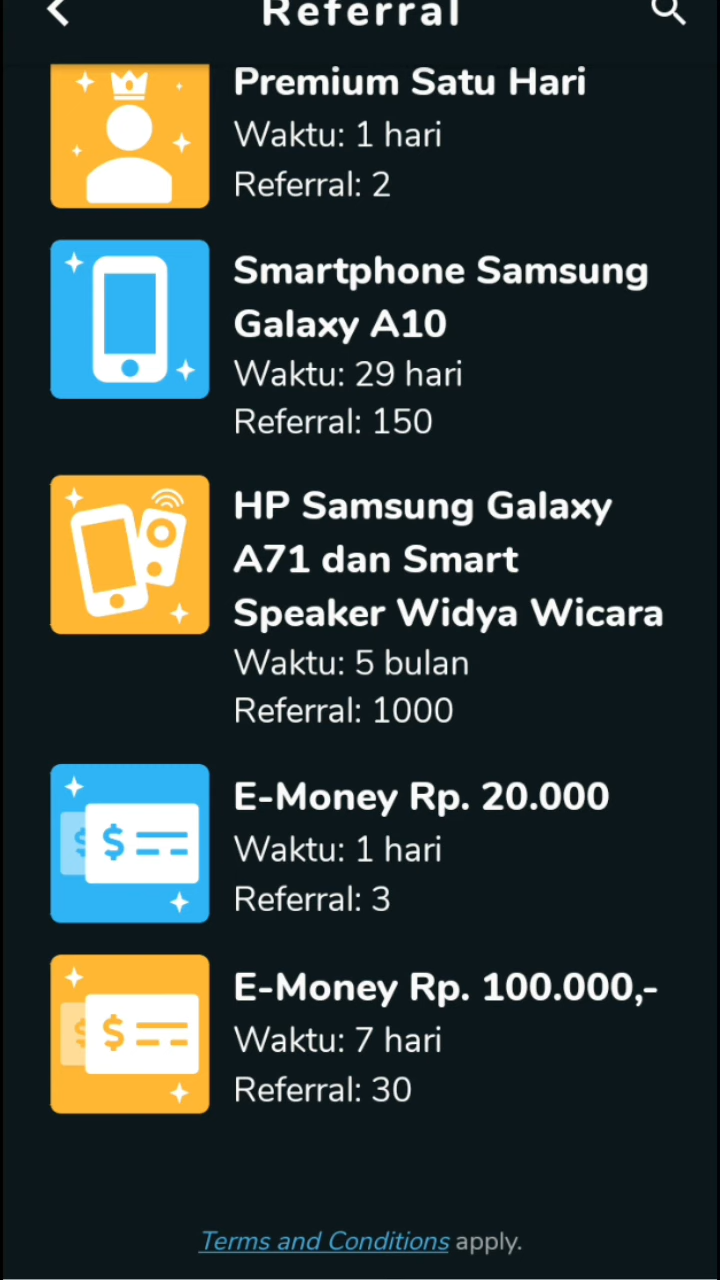 Referral
Premium Satu Hari
Waktu: 1 hari
Referral: 2
Smartphone Samsung
Galaxy A10
Waktu: 29 hari
Referral: 150
HP Samsung Galaxy
A71 dan Smart
Speaker Widya Wicara
Waktu: 5 bulan
Referral: 1000
$ $
E-Money Rp. 20.000
Waktu: 1 hari
Referral: 3
$ $
E-Money Rp. 100.000,-
Waktu: 7 hari
Referral: 30
Terms and Conditions apply.